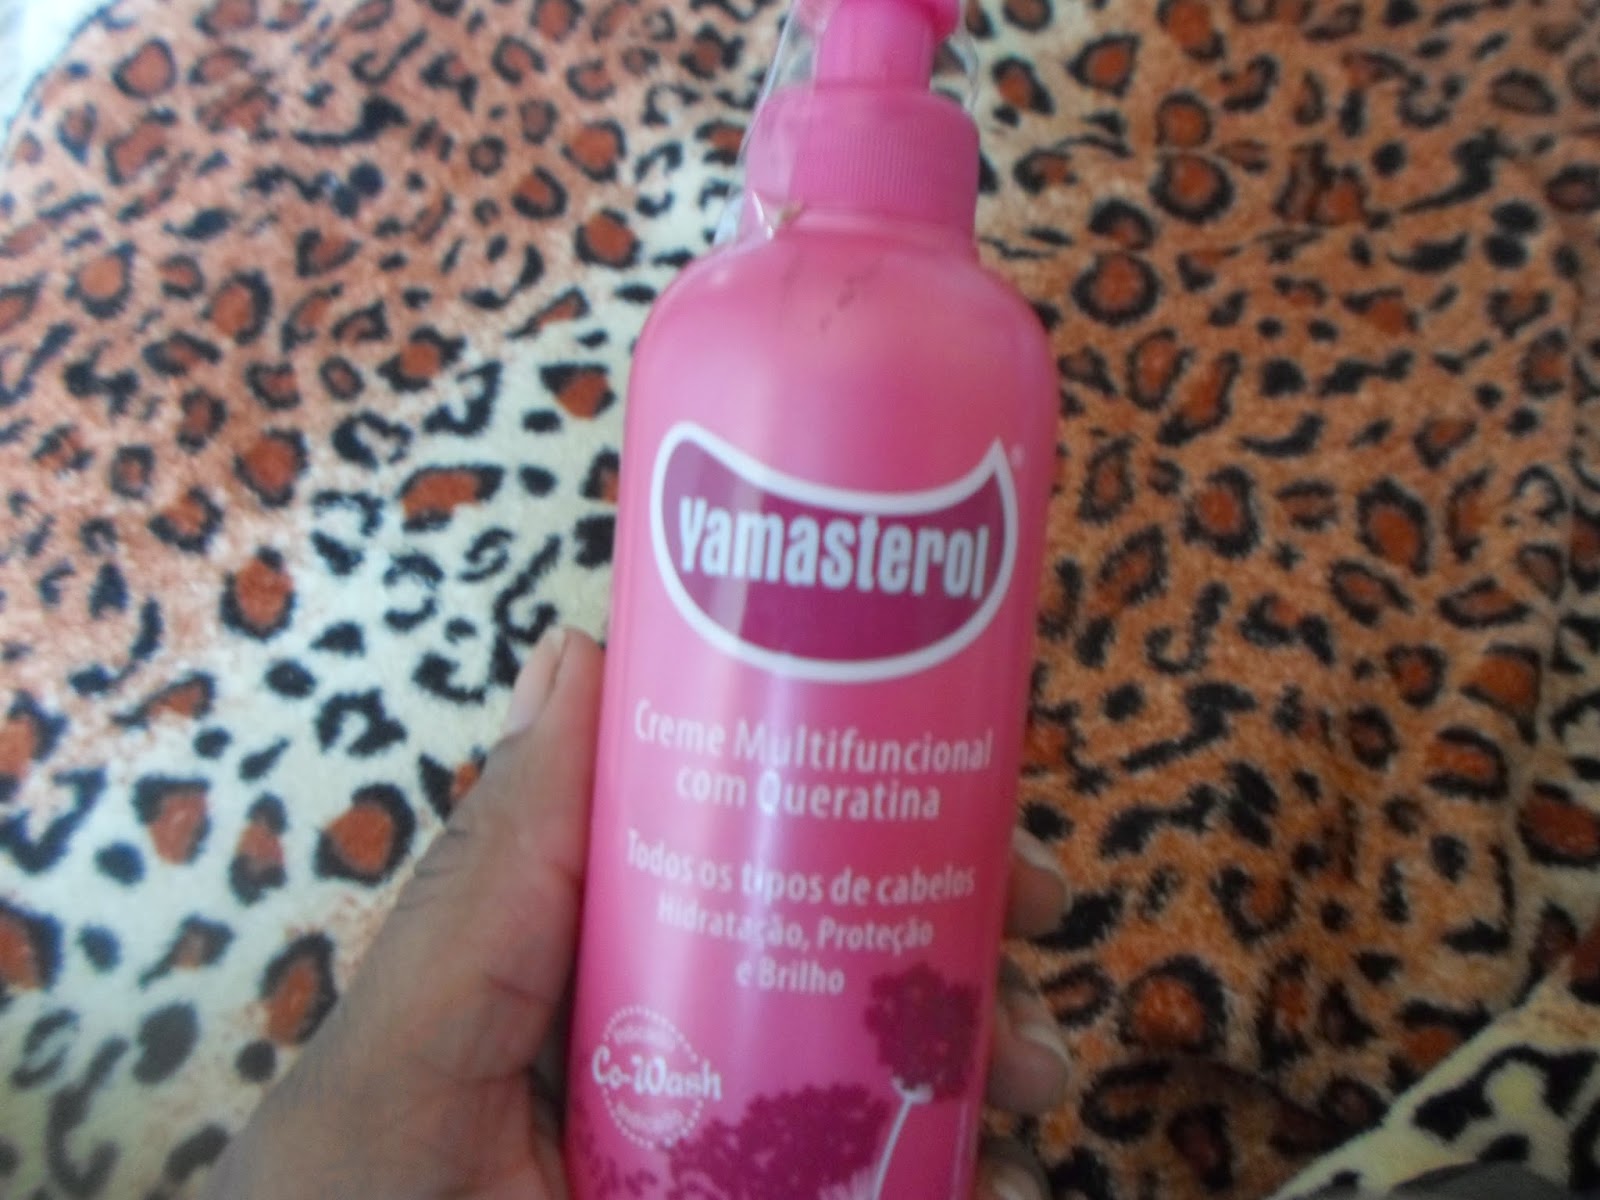 Yamasterol
Creme Multifuncional
com Queratina
Todos os tipos de cabelos
Hidratação, Proteção
e Brilho
Co-Wash